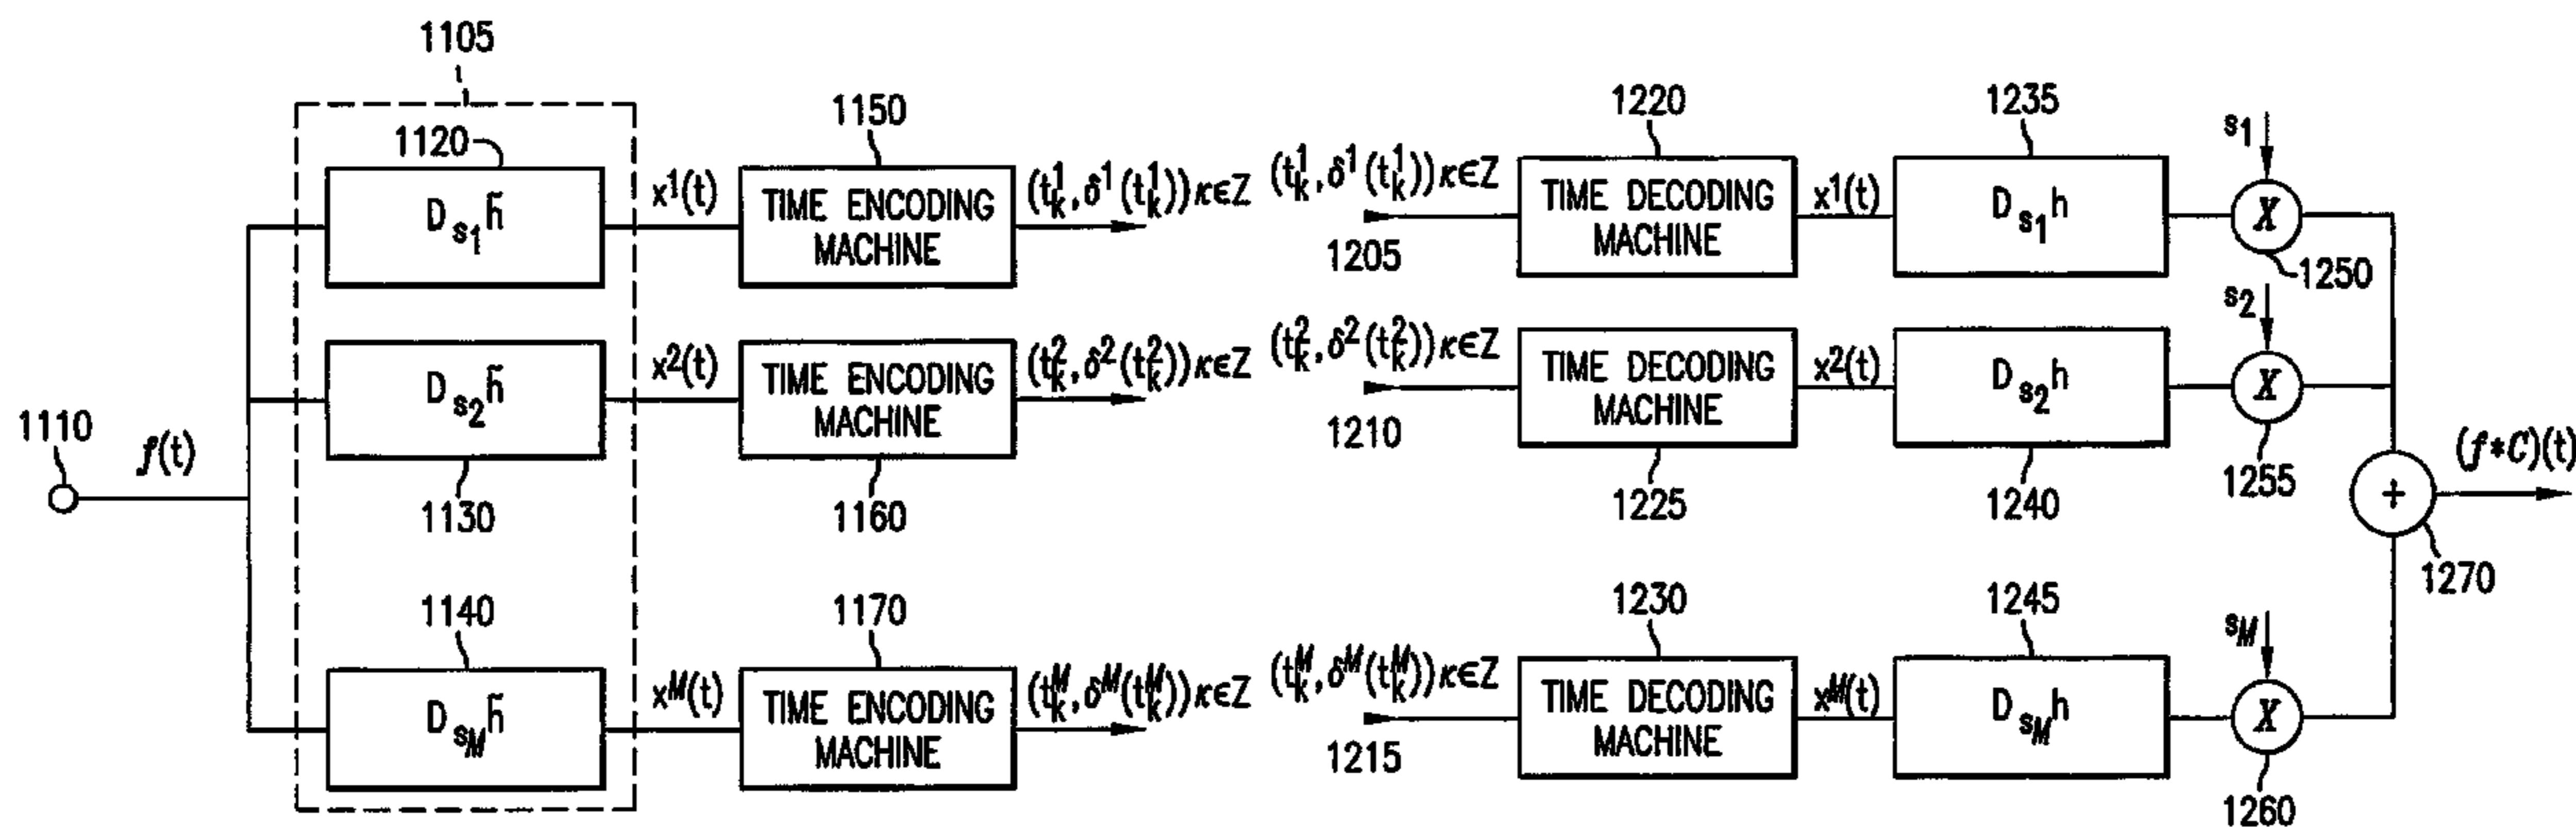 1105
1150
1220
1235
s1
1120
D s1 h̃
x¹(t)
TIME ENCODING
MACHINE
(t¹k, δ¹(t¹k))κ∈Z
(t¹k, δ¹(t¹k))κ∈Z
1205
TIME DECODING
MACHINE
x¹(t)
D s1 h
X
1250
s2
D s2 h̃
1130
x²(t)
TIME ENCODING
MACHINE
1160
(t²k, δ²(t²k))κ∈Z
(t²k, δ²(t²k))κ∈Z
1210
TIME DECODING
MACHINE
1225
x²(t)
D s2 h
1240
X
1255
1110
f(t)
+
1270
(f*C)(t)
1140
1170
1230
1245
sM
D sM h̃
xᴹ(t)
TIME ENCODING
MACHINE
(tᴹk, δᴹ(tᴹk))κ∈Z
(tᴹk, δᴹ(tᴹk))κ∈Z
1215
TIME DECODING
MACHINE
xᴹ(t)
D sM h
X
1260